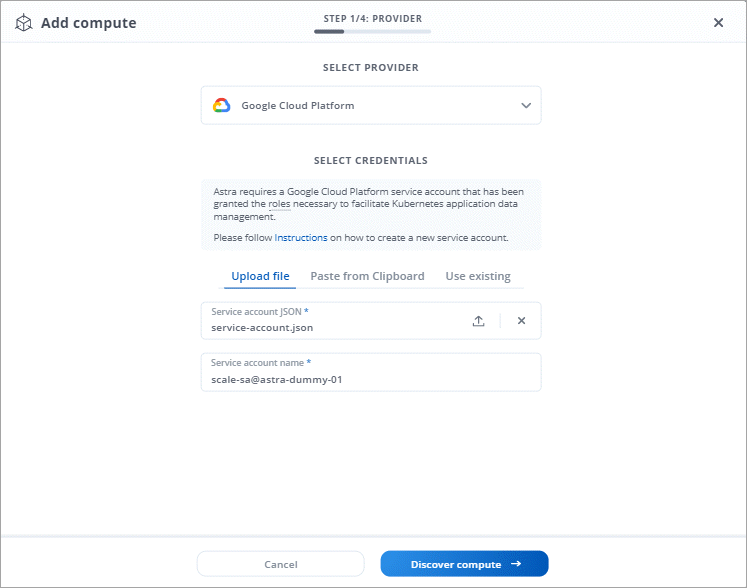 Add compute
STEP 1/4: PROVIDER
SELECT PROVIDER
Google Cloud Platform
SELECT CREDENTIALS
Astra requires a Google Cloud Platform service account that has been
granted the roles necessary to facilitate Kubernetes application data
management.
Please follow Instructions on how to create a new service account.
Upload file Paste from Clipboard Use existing
Service account JSON *
service-account.json
Service account name *
scale-sa@astra-dummy-01
Cancel Discover compute →